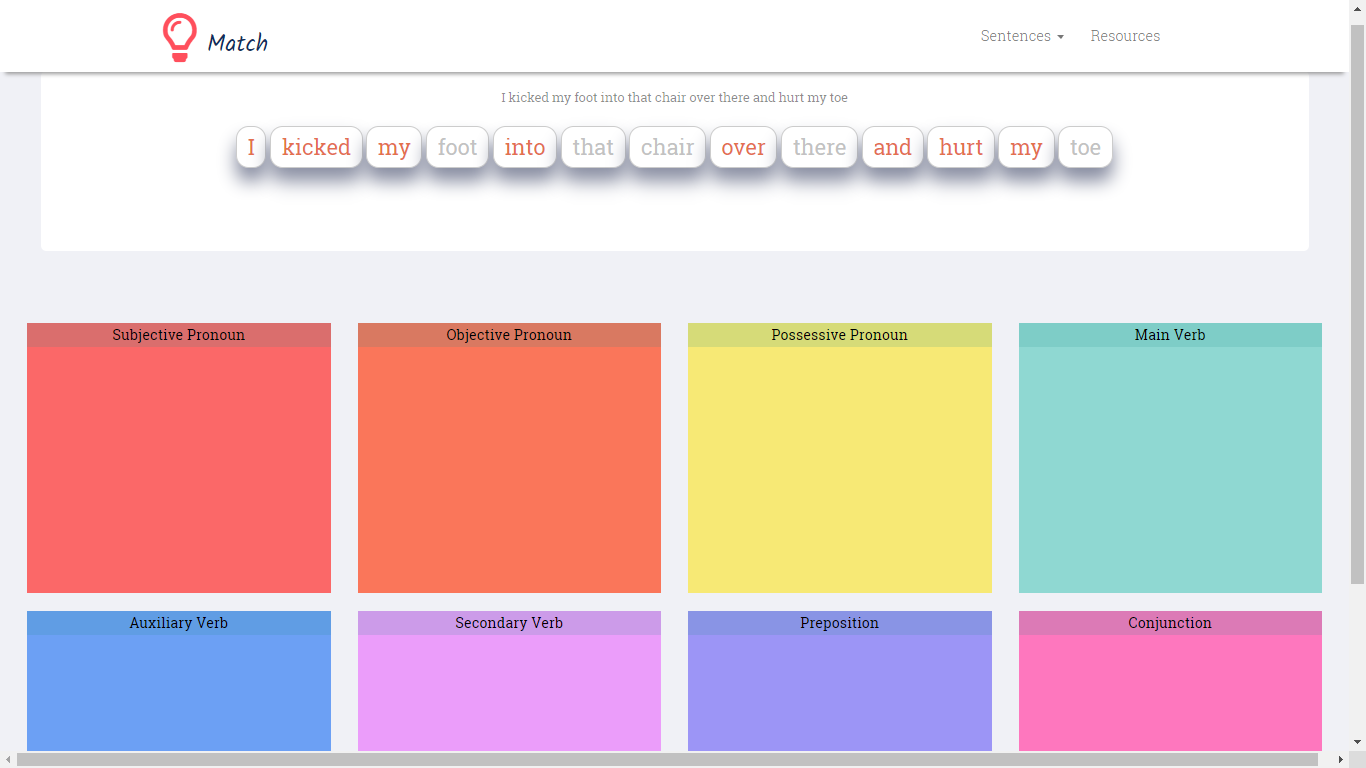 Match
Sentences
Resources
I kicked my foot into that chair over there and hurt my toe
I kicked my foot into that chair over there and hurt my toe
Subjective Pronoun
Objective Pronoun
Possessive Pronoun
Main Verb
Auxiliary Verb
Secondary Verb
Preposition
Conjunction